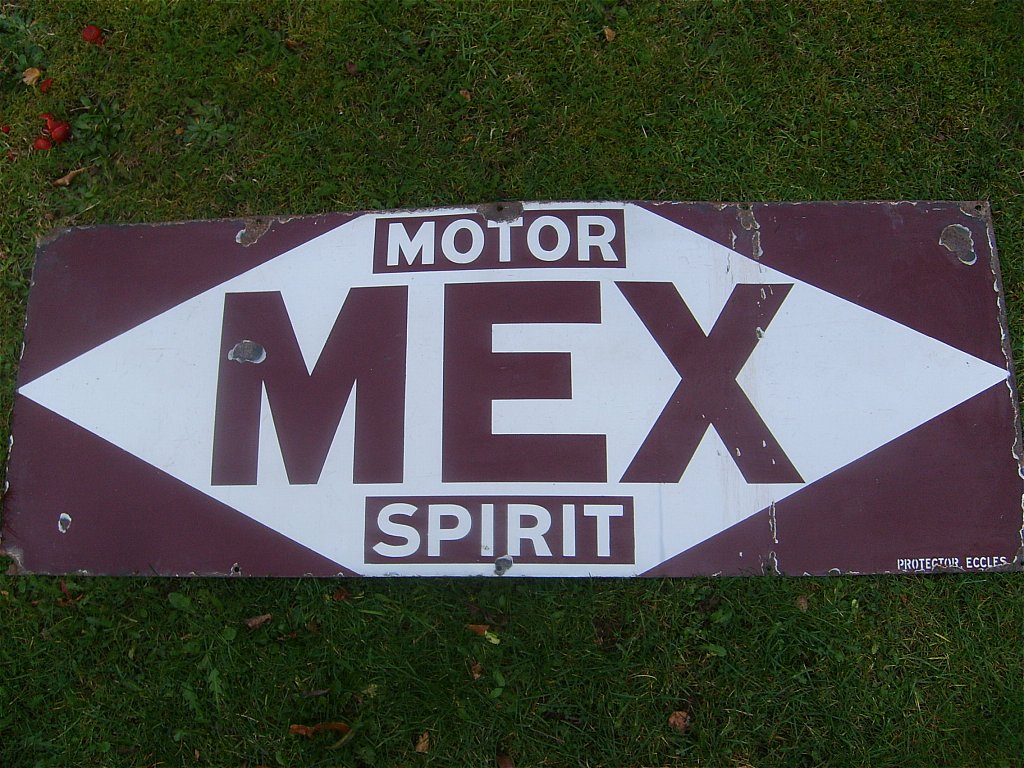 MOTOR
MEX
SPIRIT
PROTECTOR, ECCLES